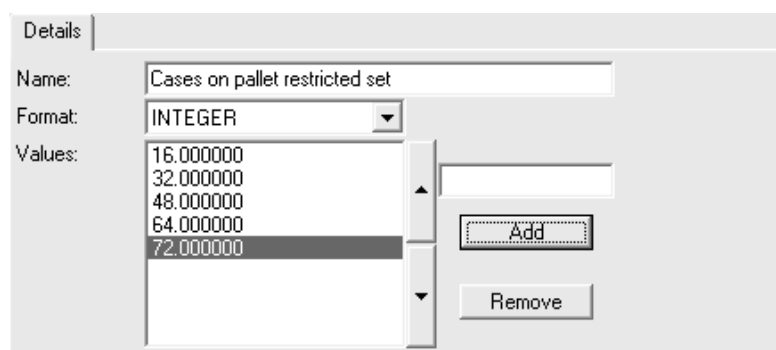 Details
Name: Cases on pallet restricted set
Format: INTEGER
Values:
16.000000
32.000000
48.000000
64.000000
72.000000
Add
Remove